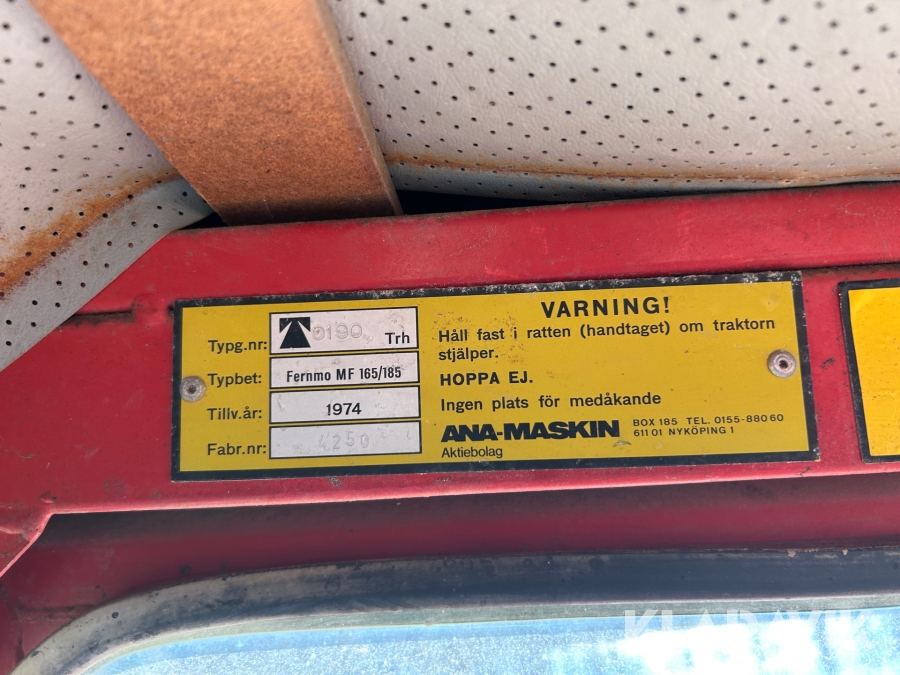 Typg.nr: 0190 Trh
Typbet: Fernmo MF 165/185
Tillv.år: 1974
Fabr.nr: 4250
VARNING!
Håll fast i ratten (handtaget) om traktorn
stjälper.
HOPPA EJ.
Ingen plats för medåkande
ANA-MASKIN
Aktiebolag
BOX 185 TEL. 0155-880 60
611 01 NYKÖPING 1